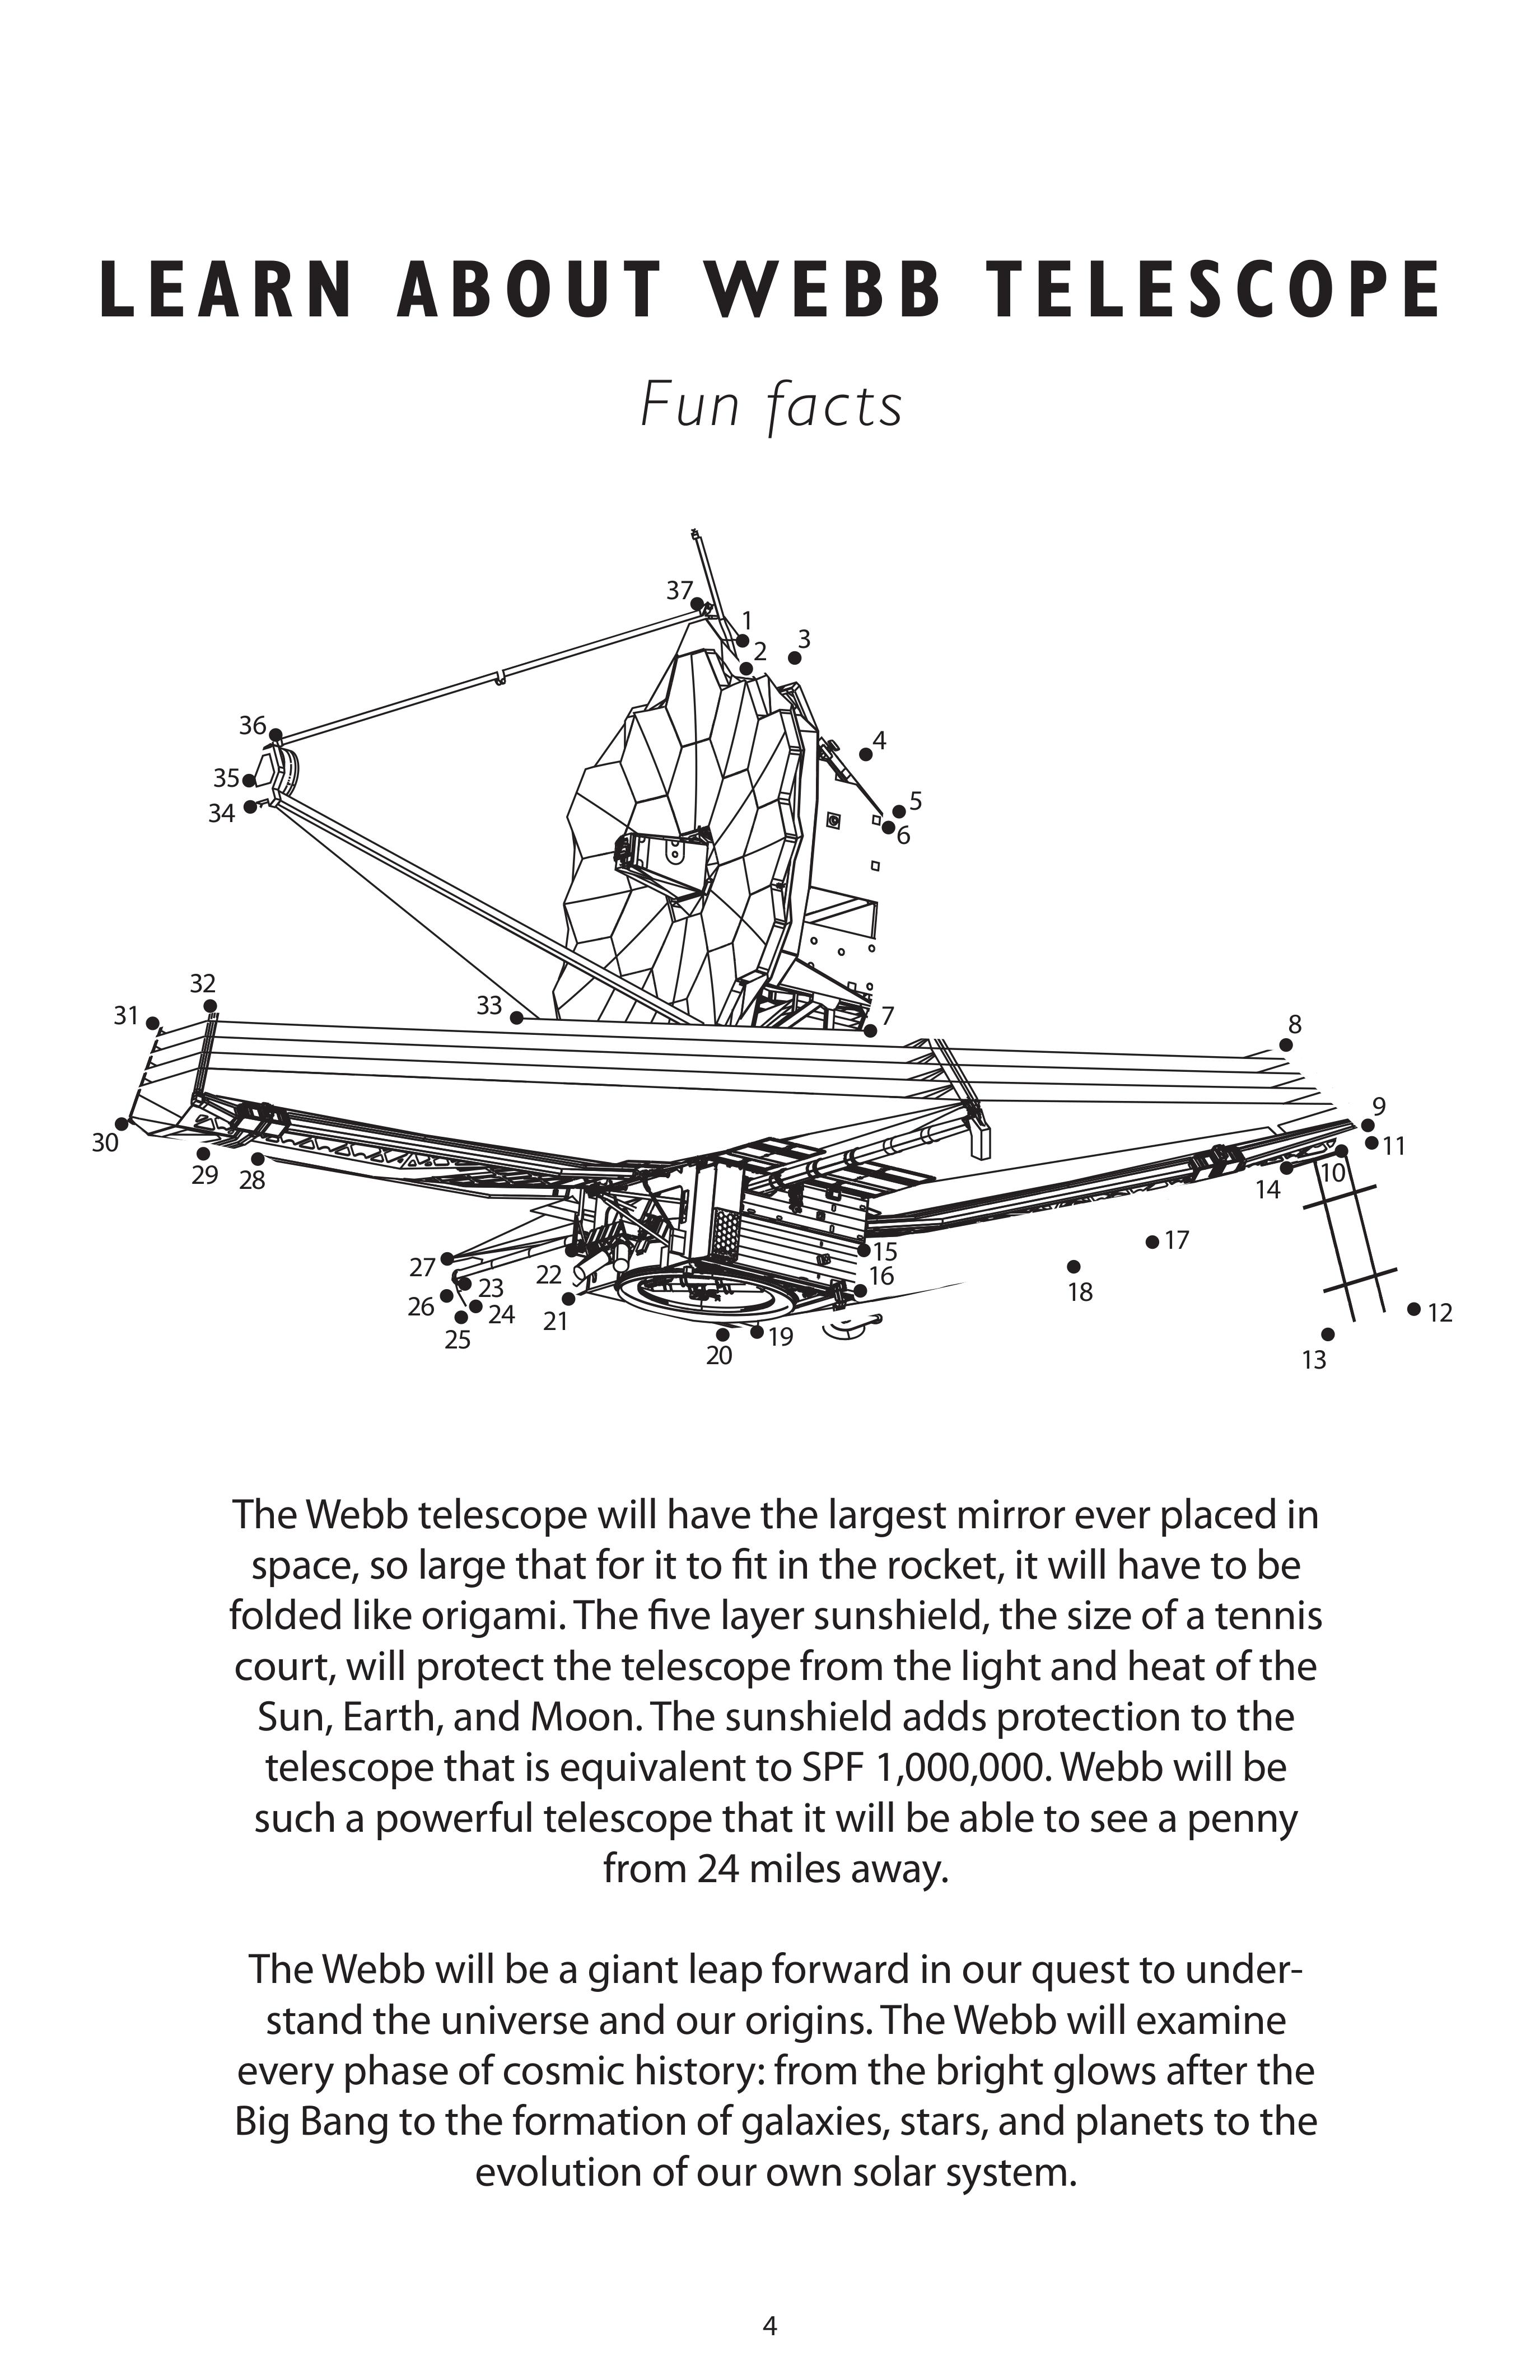 LEARN ABOUT WEBB TELESCOPE
Fun facts
37
1
2
3
36
4
35
5
34
6
32
31
33
7
8
9
30
11
29
28
10
14
17
27
15
22
16
23
18
26
24
21
12
25
19
20
13
The Webb telescope will have the largest mirror ever placed in
space, so large that for it to fit in the rocket, it will have to be
folded like origami. The five layer sunshield, the size of a tennis
court, will protect the telescope from the light and heat of the
Sun, Earth, and Moon. The sunshield adds protection to the
telescope that is equivalent to SPF 1,000,000. Webb will be
such a powerful telescope that it will be able to see a penny
from 24 miles away.
The Webb will be a giant leap forward in our quest to under-
stand the universe and our origins. The Webb will examine
every phase of cosmic history: from the bright glows after the
Big Bang to the formation of galaxies, stars, and planets to the
evolution of our own solar system.
4